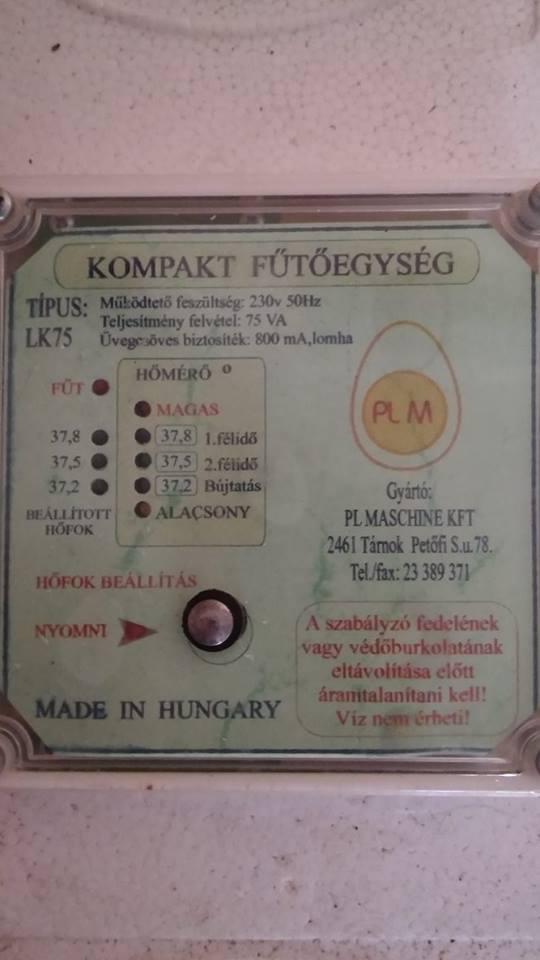 KOMPAKT FŰTŐEGYSÉG
TÍPUS:
LK75
Működtető feszültség: 230v 50Hz
Teljesítmény felvétel: 75 VA
Üvegcsöves biztosíték: 800 mA,lomha
FŰT
HŐMÉRŐ °
MAGAS
37,8
37,8 1.félidő
37,5
37,5 2.félidő
37,2
37,2 Bújtatás
BEÁLLÍTOTT
HŐFOK
ALACSONY
PL M
Gyártó:
PL MASCHINE KFT
2461 Tárnok Petőfi S.u.78.
Tel./fax: 23 389 371
HŐFOK BEÁLLÍTÁS
NYOMNI
A szabályzó fedelének
vagy védőburkolatának
eltávolítása előtt
áramtalanítani kell!
Víz nem érheti!
MADE IN HUNGARY